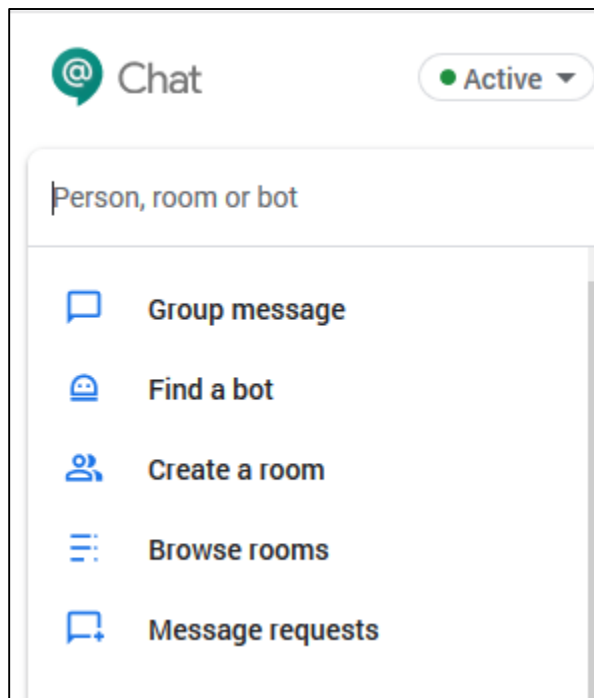 @ Chat
Active
Person, room or bot
Group message
Find a bot
Create a room
Browse rooms
Message requests